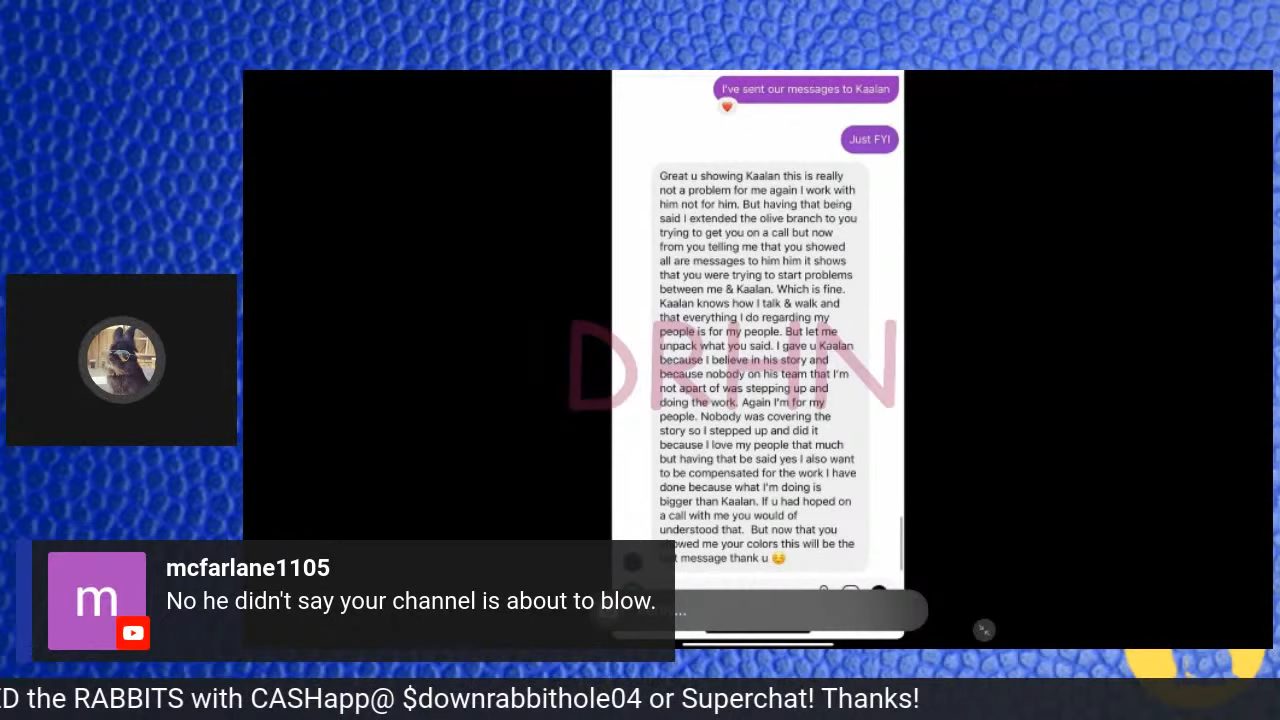 I've sent our messages to Kaalan
Just FYI
Great u showing Kaalan this is really
not a problem for me again I work with
him not for him. But having that being
said I extended the olive branch to you
trying to get you on a call but now
from you telling me that you showed
all are messages to him him it shows
that you were trying to start problems
between me & Kaalan. Which is fine.
Kaalan knows how I talk & walk and
that everything I do regarding my
people is for my people. But let me
unpack what you said. I gave u Kaalan
because I believe in his story and
because nobody on his team that I'm
not apart of was stepping up and
doing the work. Again I'm for my
people. Nobody was covering the
story so I stepped up and did it
because I love my people that much
but having that be said yes I also want
to be compensated for the work I have
done because what I'm doing is
bigger than Kaalan. If u had hoped on
a call with me you would of
understood that. But now that you
showed me your colors this will be the
message thank u ☺️
DRHN
mcfarlane1105
m
No he didn't say your channel is about to blow.
ED the RABBITS with CASHapp@ $downrabbithole04 or Superchat! Thanks!